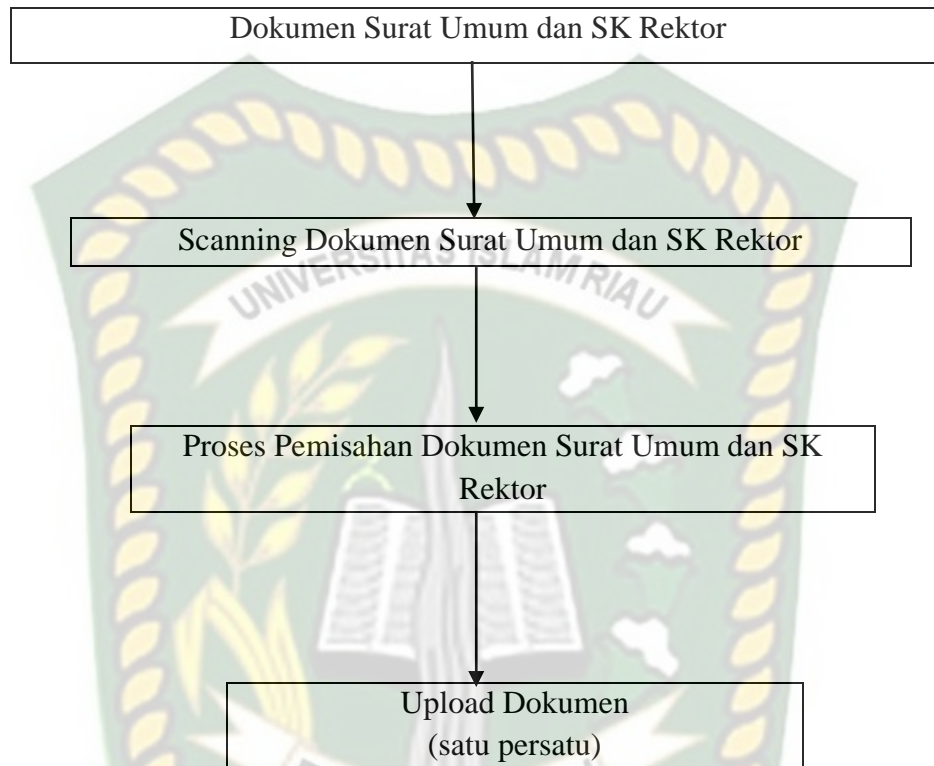 Dokumen Surat Umum dan SK Rektor
Scanning Dokumen Surat Umum dan SK Rektor
UNIVERSITAS ISLAM RIAU
Proses Pemisahan Dokumen Surat Umum dan SK
Rektor
Upload Dokumen
(satu persatu)